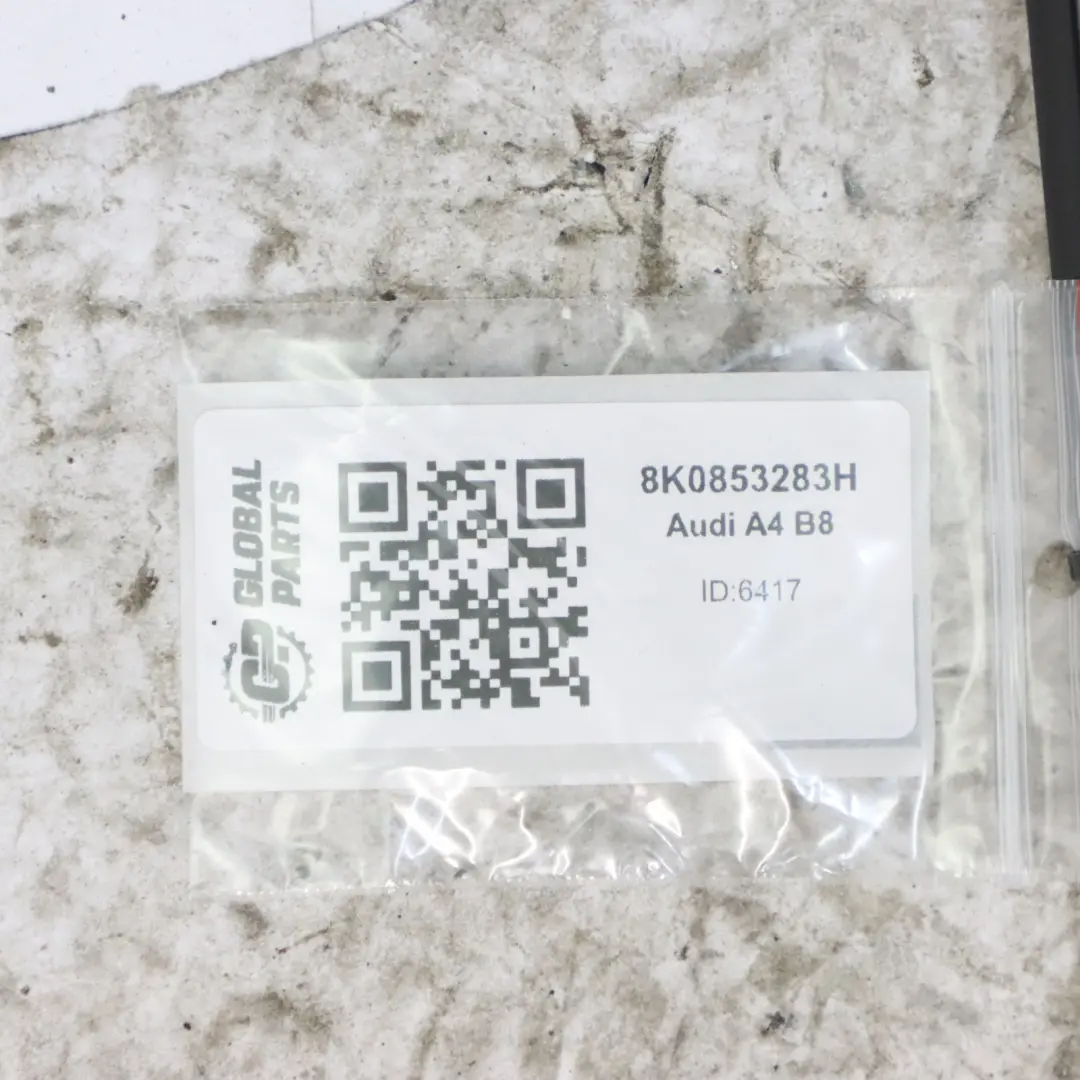 GLOBAL
PARTS
8K0853283H
Audi A4 B8
ID:6417